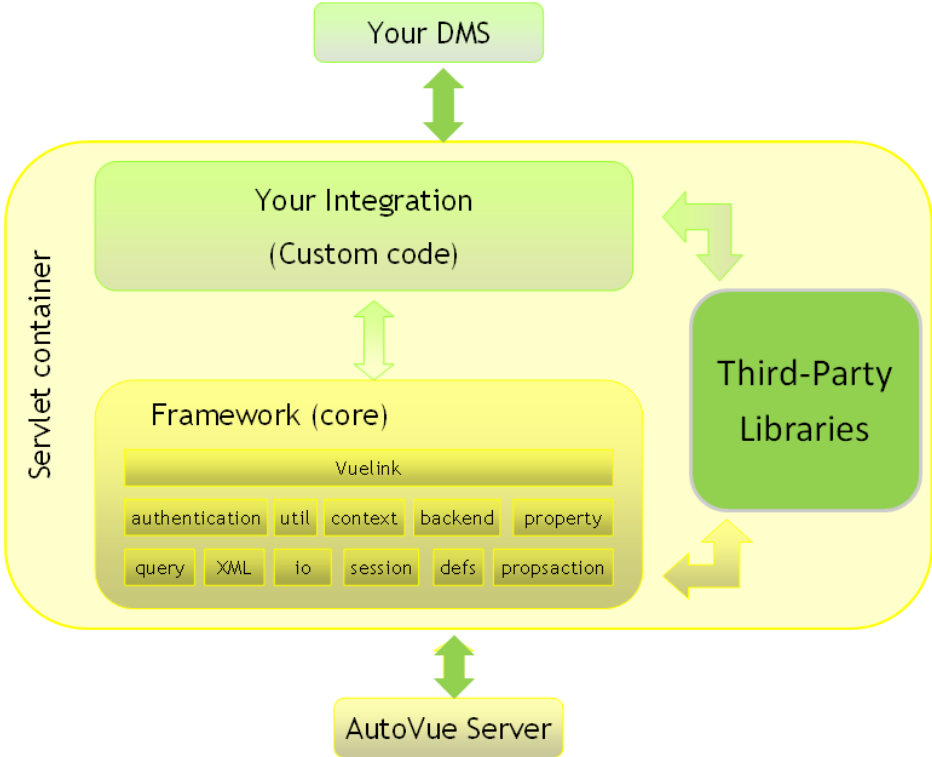 Your DMS
Servlet container
Your Integration
(Custom code)
Third-Party
Libraries
Framework (core)
Vuelink
authentication util context backend property
query XML io session defs propsaction
AutoVue Server